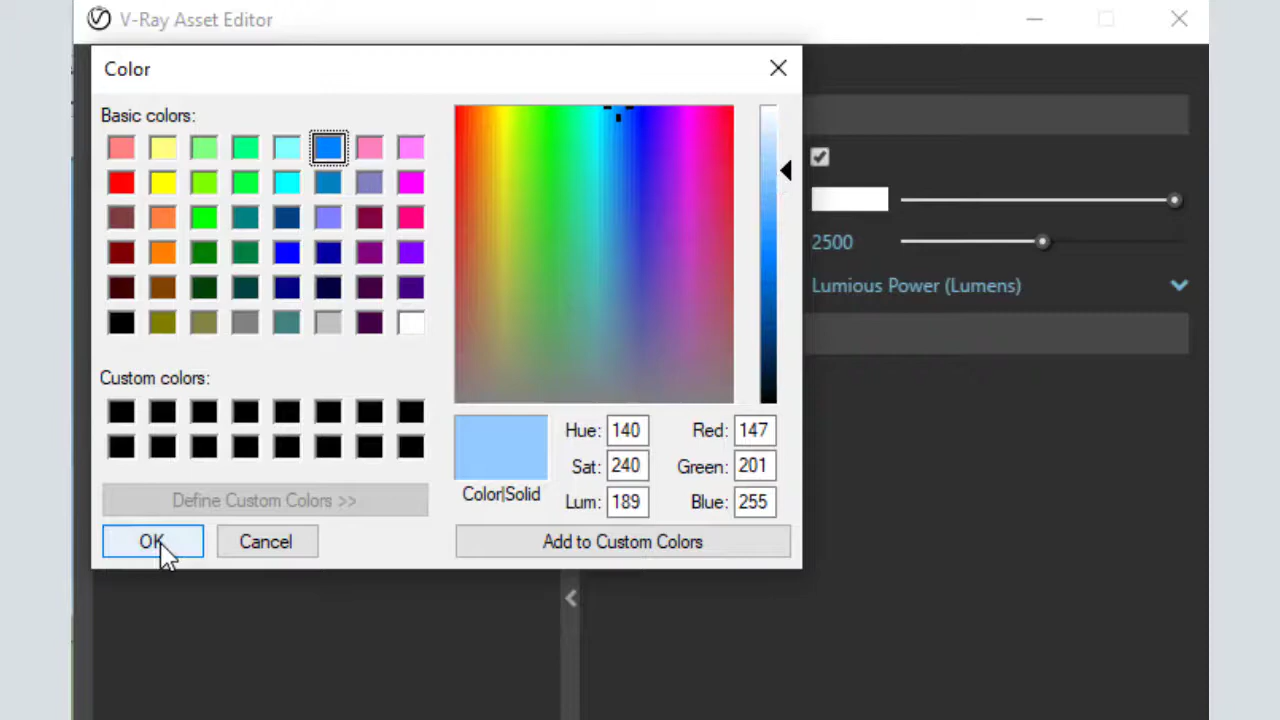 V-Ray Asset Editor
Color
Basic colors:
2500
Lumious Power (Lumens)
Custom colors:
Hue: 140 Red: 147
Sat: 240 Green: 201
Color|Solid Lum: 189 Blue: 255
Define Custom Colors >>
OK Cancel Add to Custom Colors